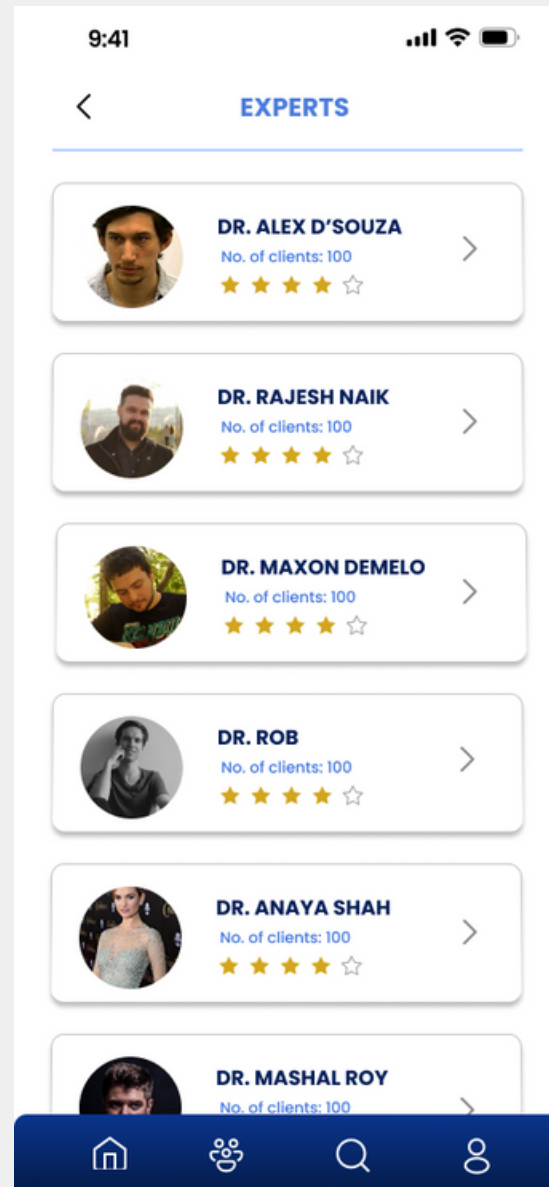 9:41
EXPERTS
DR. ALEX D’SOUZA
No. of clients: 100
DR. RAJESH NAIK
No. of clients: 100
DR. MAXON DEMELO
No. of clients: 100
DR. ROB
No. of clients: 100
DR. ANAYA SHAH
No. of clients: 100
DR. MASHAL ROY
No. of clients: 100